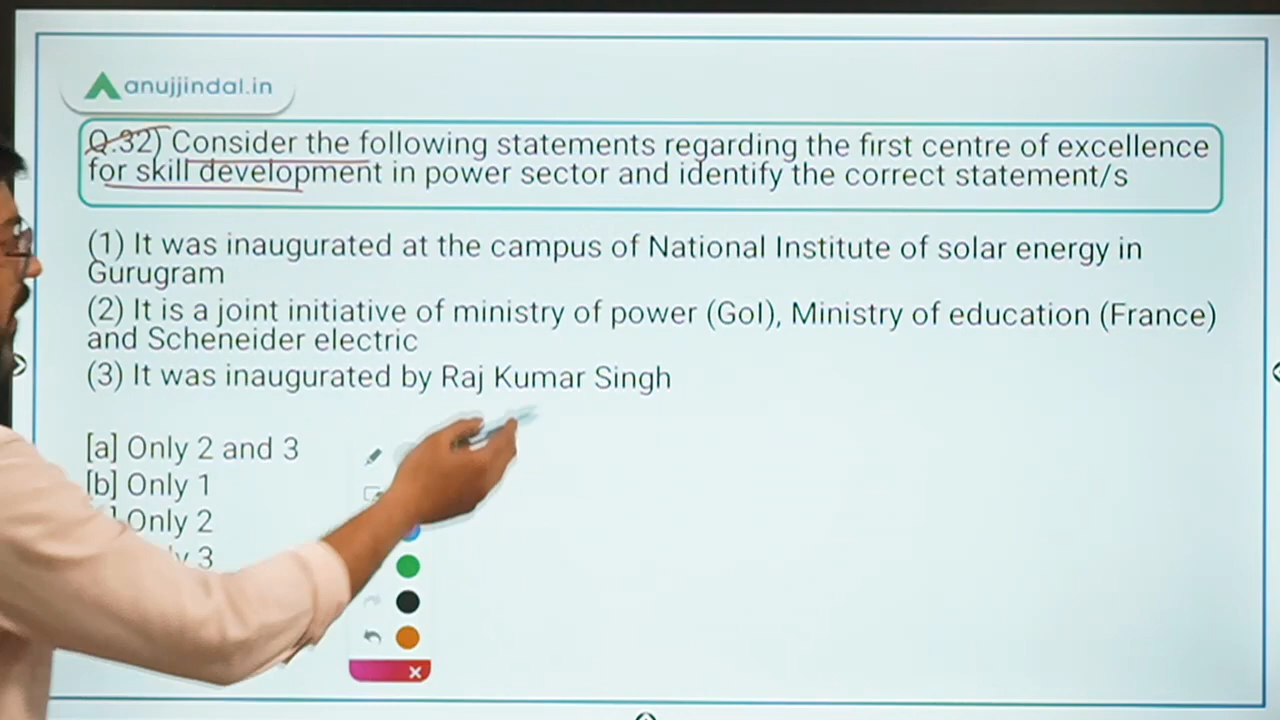 anujjindal.in
Q.32) Consider the following statements regarding the first centre of excellence
for skill development in power sector and identify the correct statement/s
(1) It was inaugurated at the campus of National Institute of solar energy in
Gurugram
(2) It is a joint initiative of ministry of power (GoI), Ministry of education (France)
and Scheneider electric
(3) It was inaugurated by Raj Kumar Singh
[a] Only 2 and 3
[b] Only 1
] Only 2
3